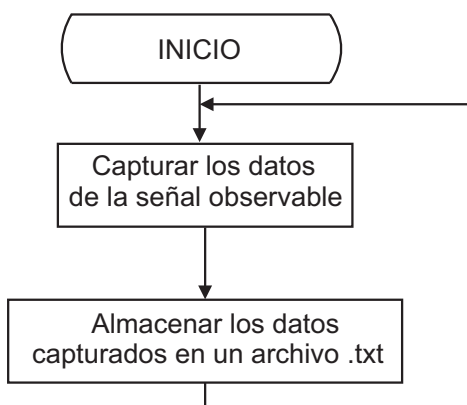 INICIO
Capturar los datos
de la señal observable
Almacenar los datos
capturados en un archivo .txt